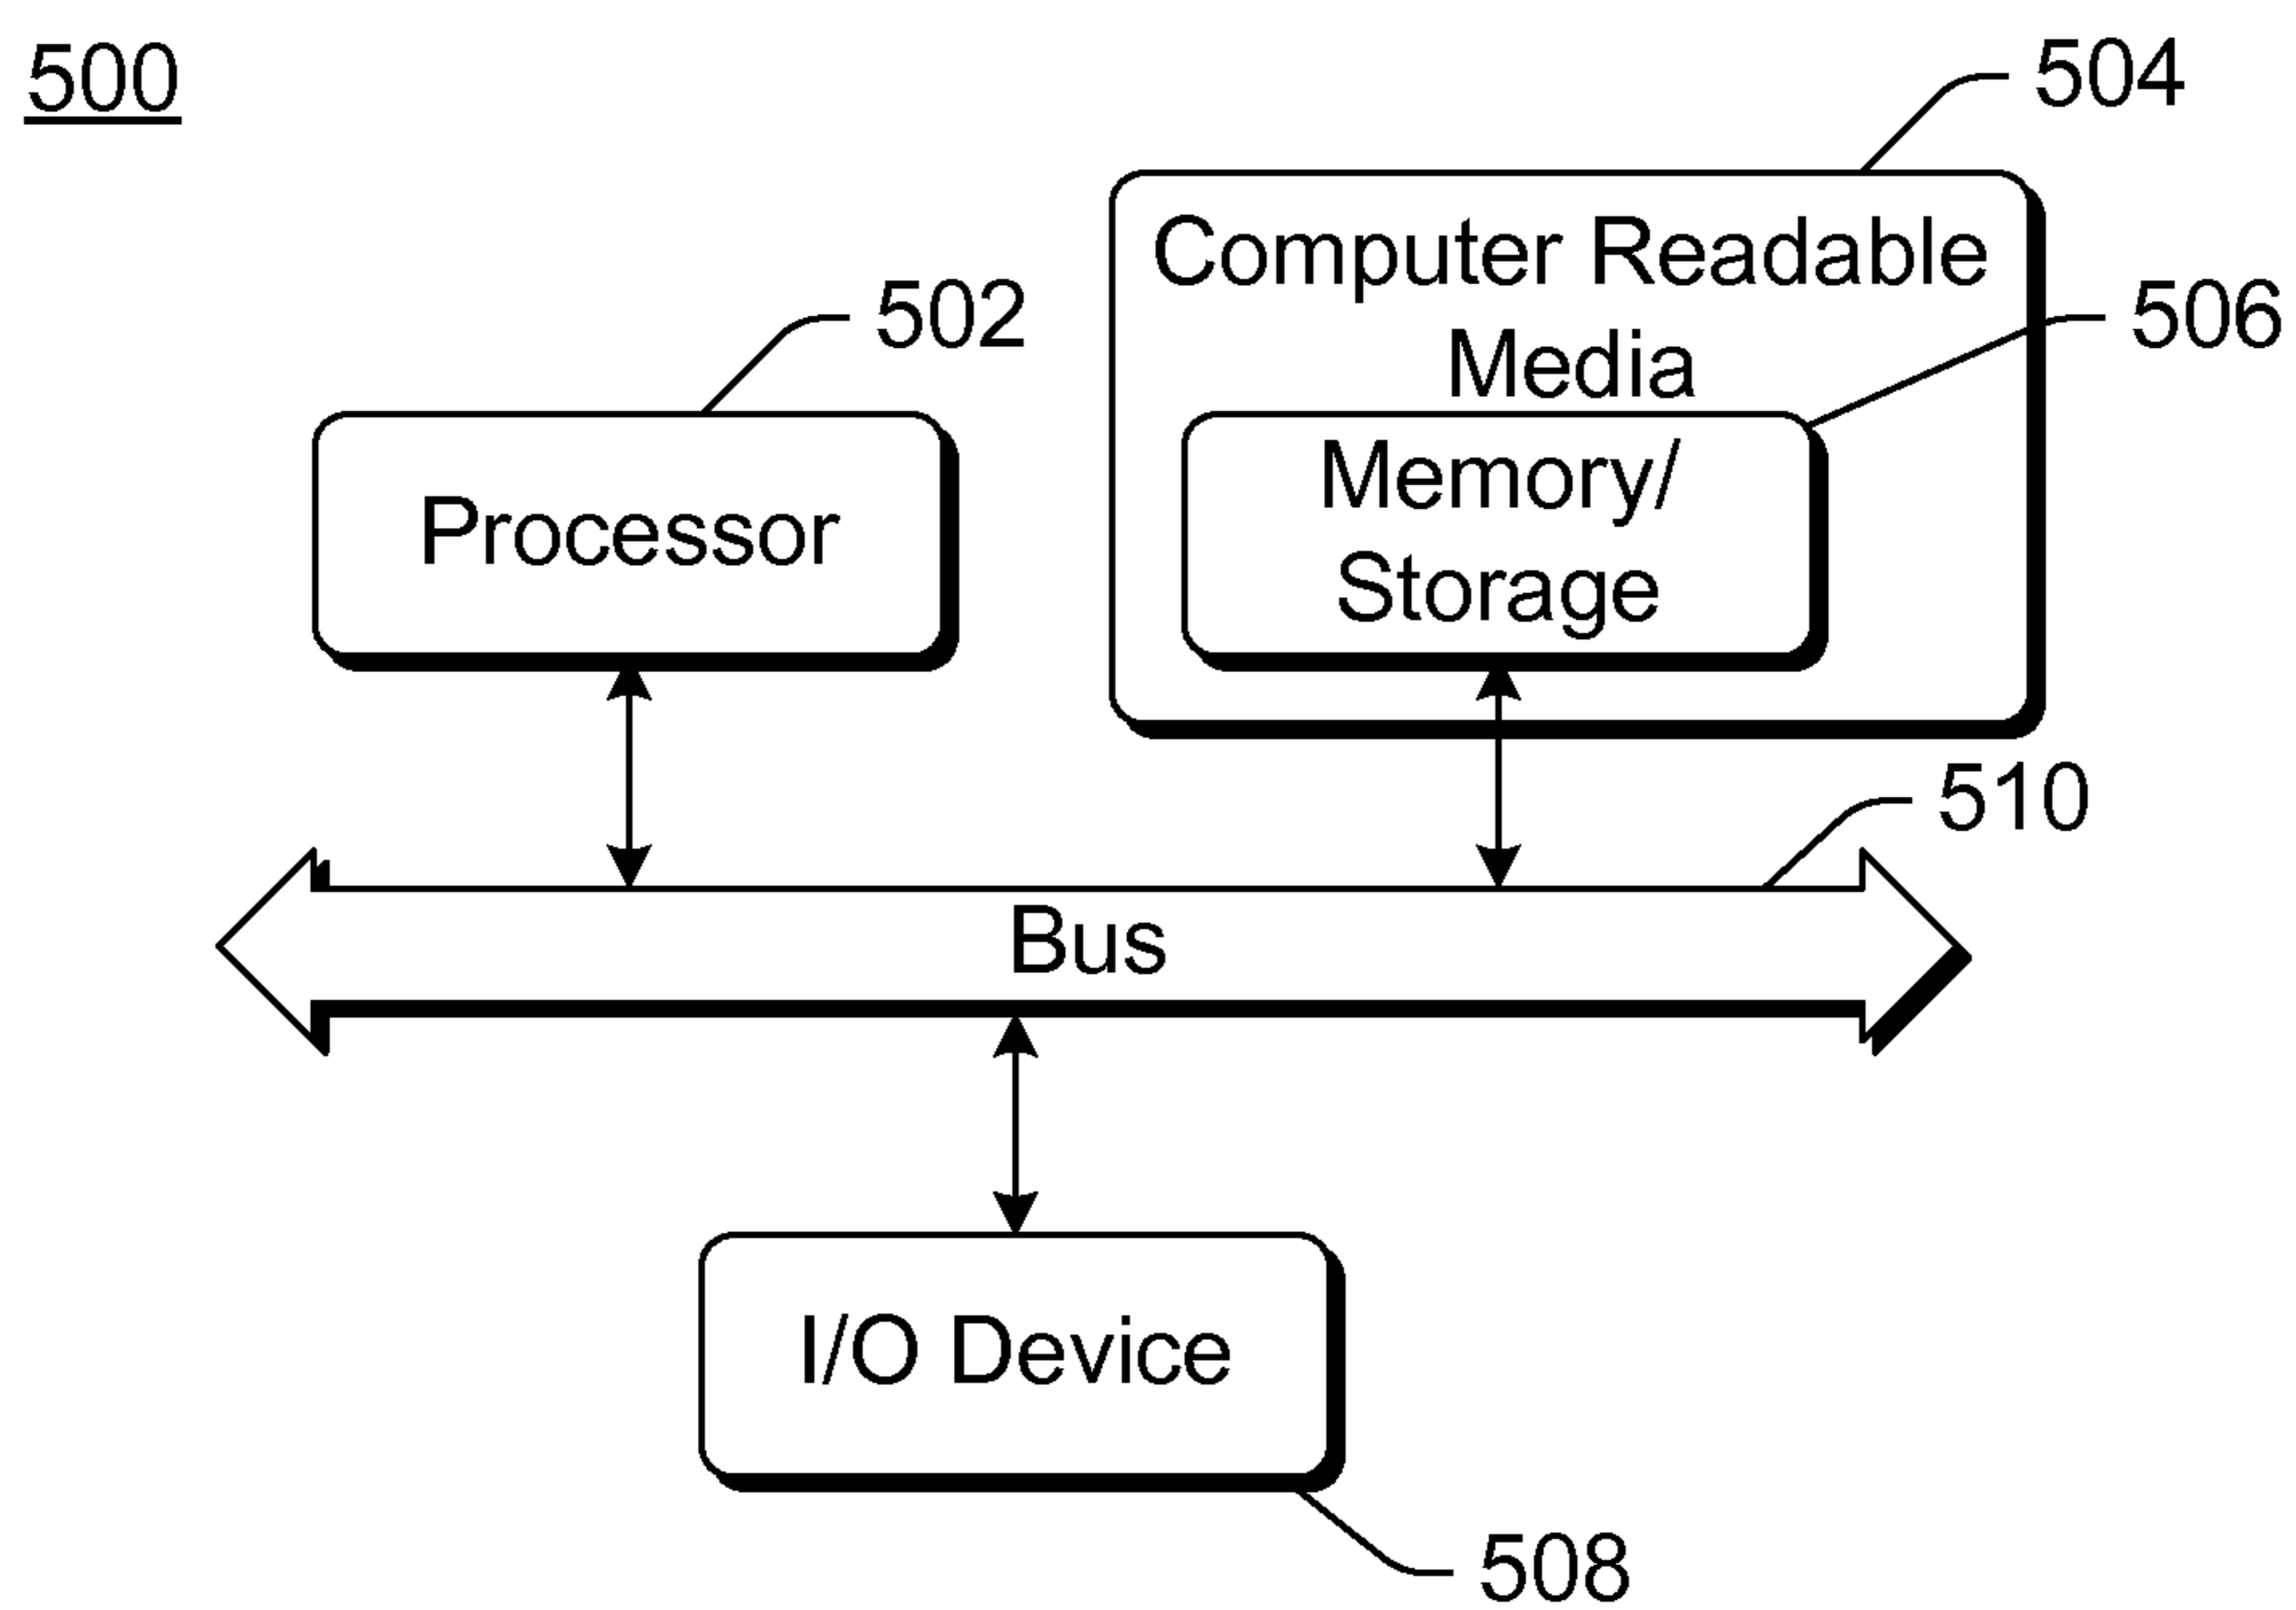 500
504
Computer Readable
Media
506
502
Memory/
Storage
Processor
510
Bus
I/O Device
508